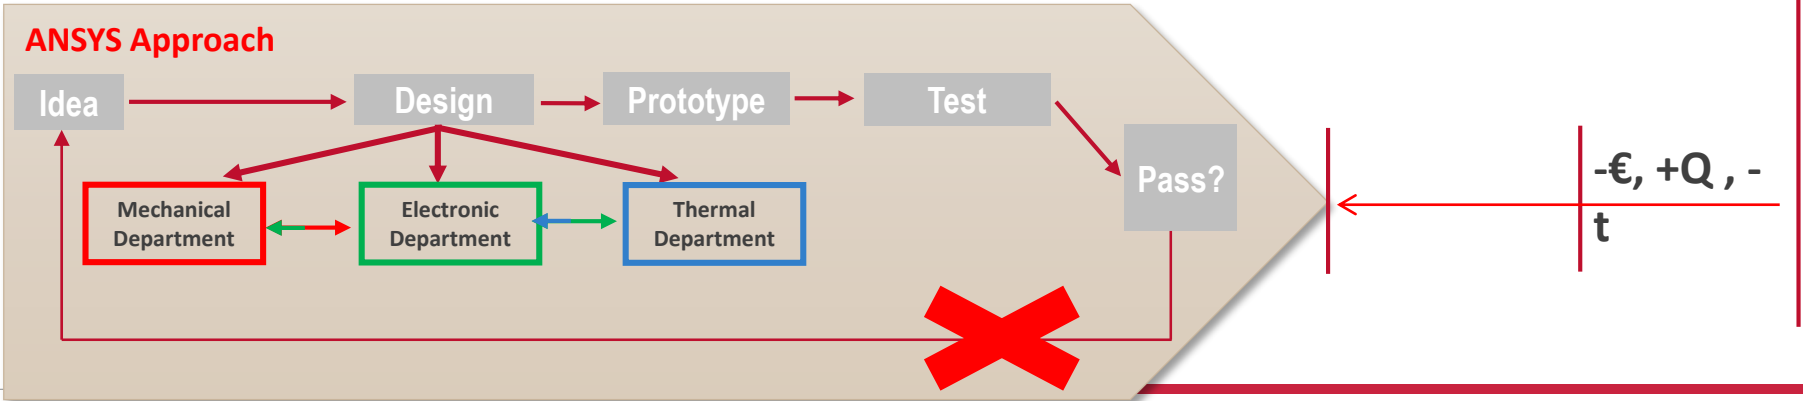 ANSYS Approach
Idea
Design
Prototype
Test
Pass?
Mechanical
Department
Electronic
Department
Thermal
Department
-€, +Q , -
t